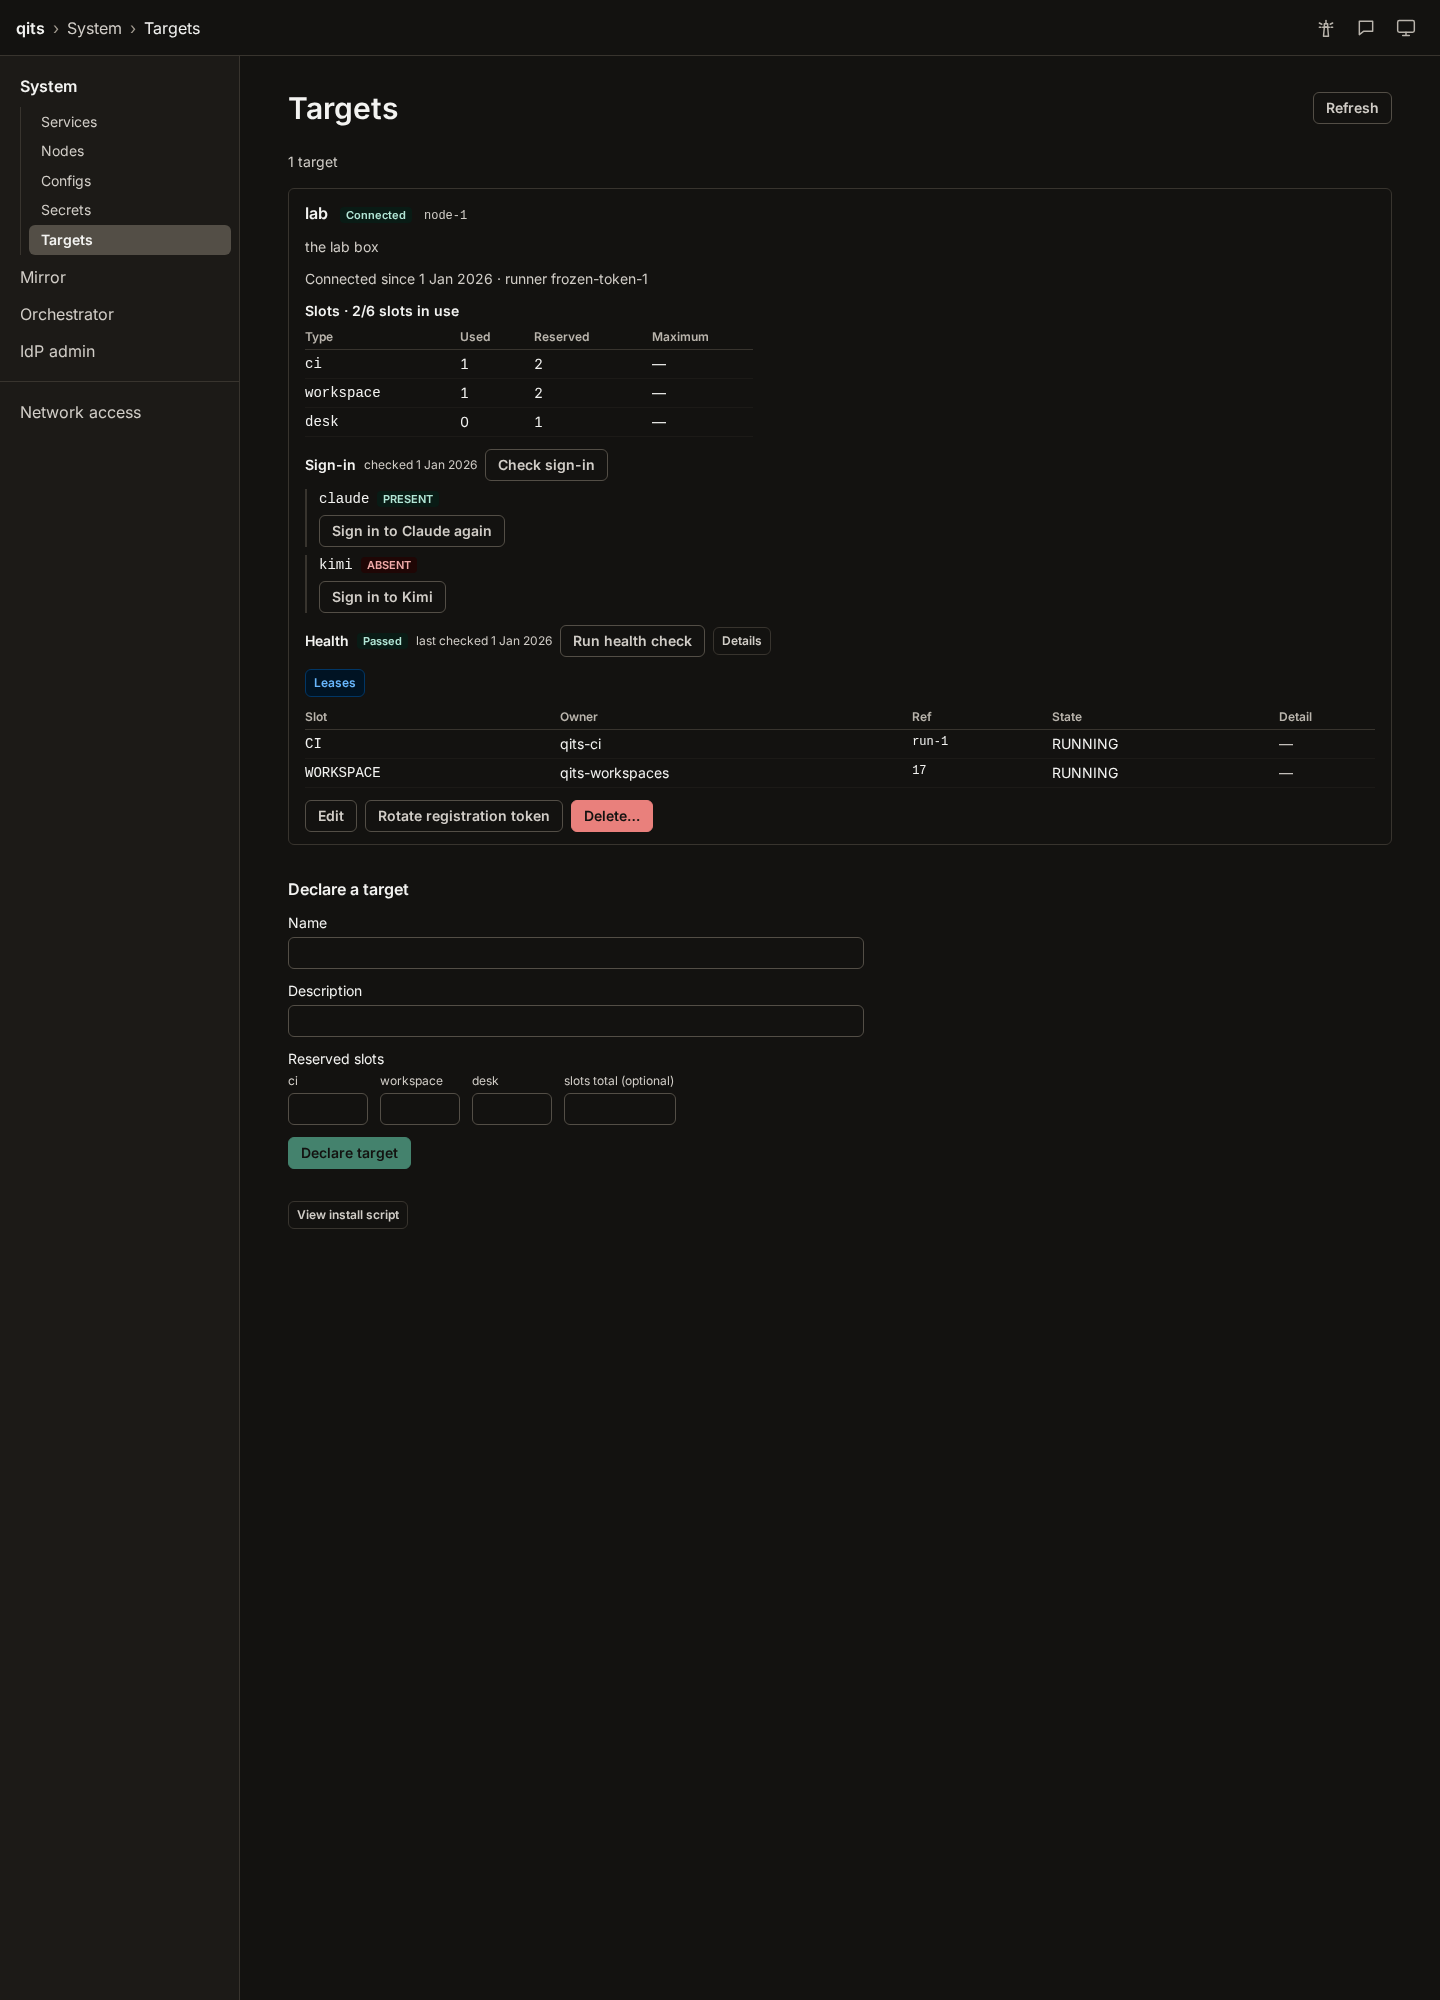 qits › System › Targets
System
Services
Nodes
Configs
Secrets
Targets
Mirror
Orchestrator
IdP admin
Network access
Targets
Refresh
1 target
lab Connected node-1
the lab box
Connected since 1 Jan 2026 · runner frozen-token-1
Slots · 2/6 slots in use
Type Used Reserved Maximum
ci 1 2 —
workspace 1 2 —
desk 0 1 —
Sign-in checked 1 Jan 2026 Check sign-in
claude PRESENT
Sign in to Claude again
kimi ABSENT
Sign in to Kimi
Health Passed last checked 1 Jan 2026 Run health check Details
Leases
Slot Owner Ref State Detail
CI qits-ci run-1 RUNNING —
WORKSPACE qits-workspaces 17 RUNNING —
Edit Rotate registration token Delete…
Declare a target
Name
Description
Reserved slots
ci workspace desk slots total (optional)
Declare target
View install script